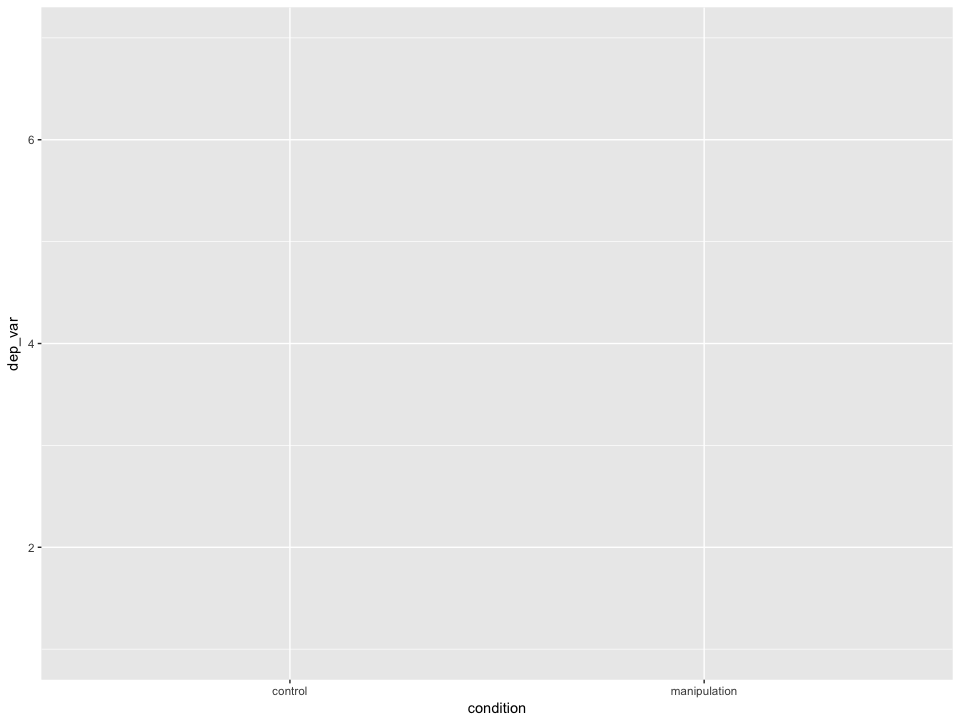 dep_var
6
4
2
control
manipulation
condition